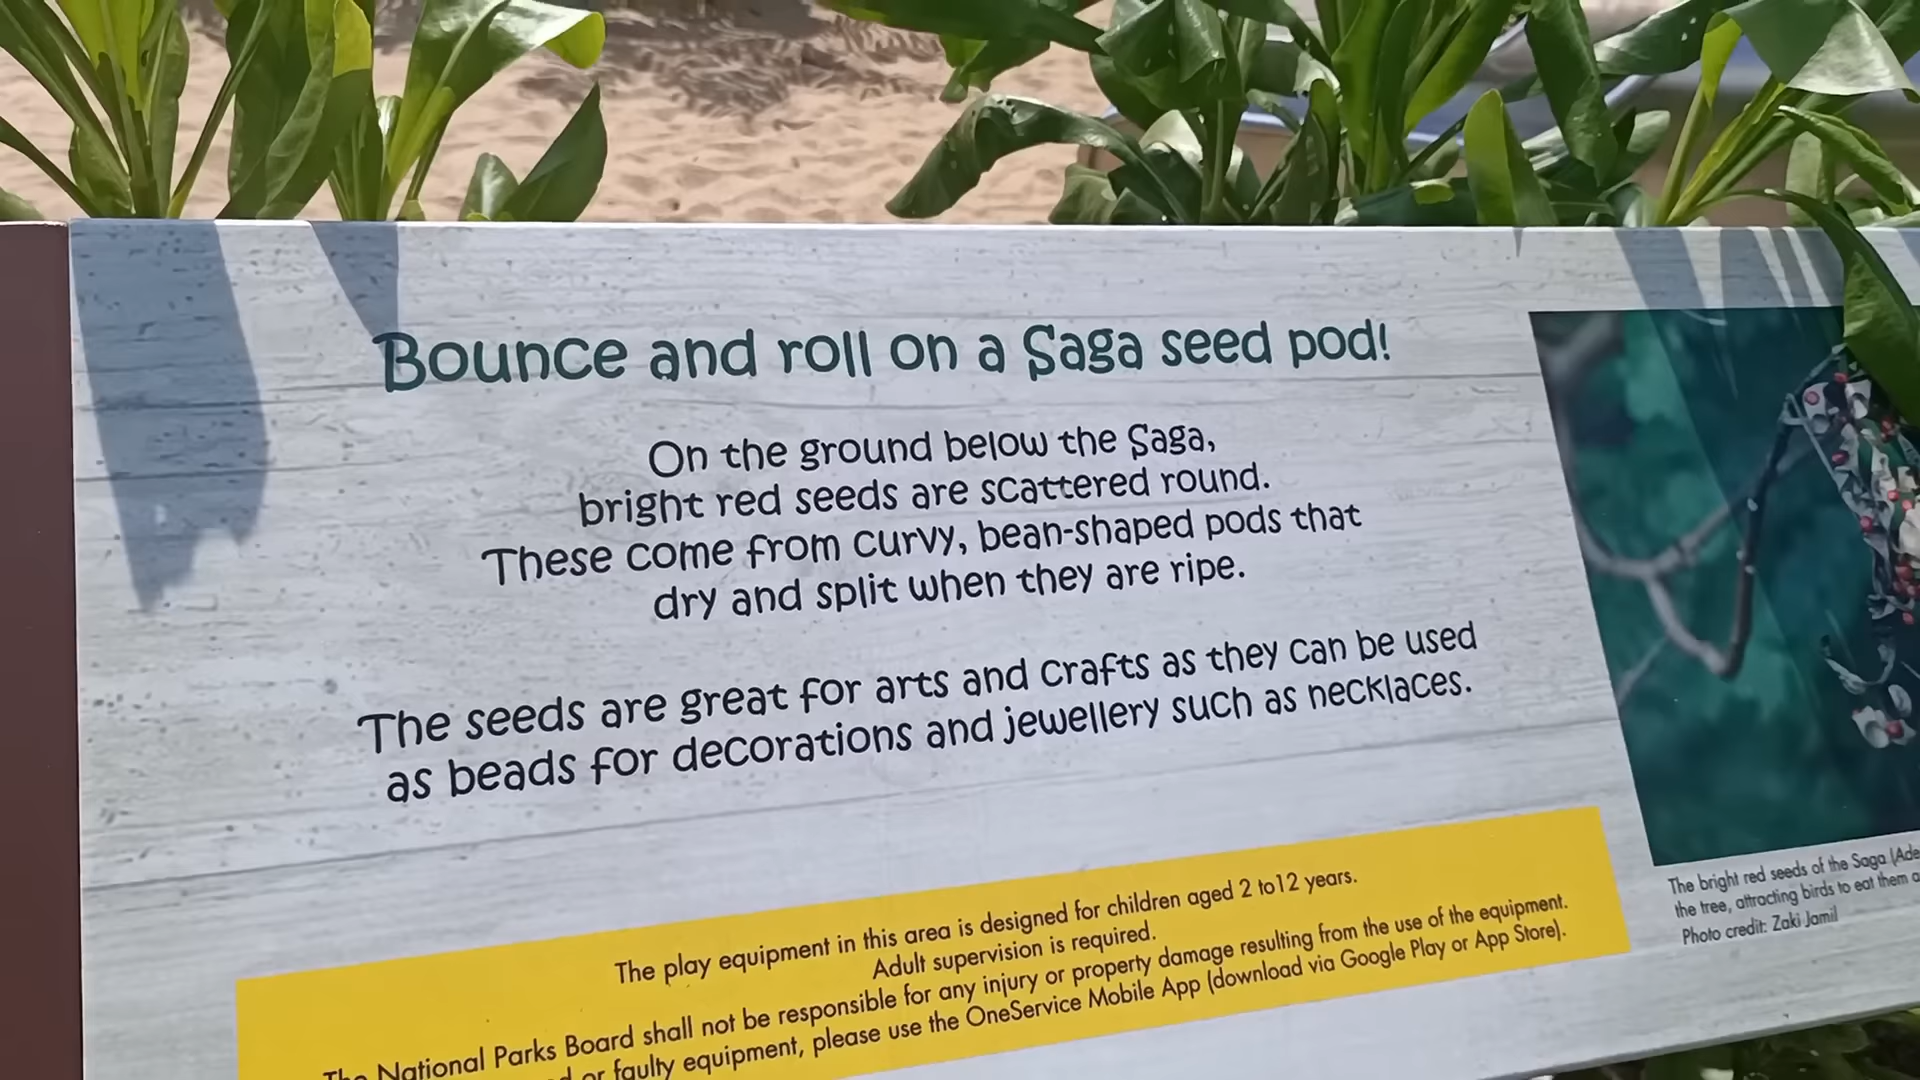 Bounce and roll on a Saga seed pod!
On the ground below the Saga,
bright red seeds are scattered round.
These come from curvy, bean-shaped pods that
dry and split when they are ripe.
The seeds are great for arts and crafts as they can be used
as beads for decorations and jewellery such as necklaces.
The play equipment in this area is designed for children aged 2 to12 years.
Adult supervision is required.
The National Parks Board shall not be responsible for any injury or property damage resulting from the use of the equipment.
or faulty equipment, please use the OneService Mobile App (download via Google Play or App Store).
The bright red seeds of the Saga
the tree, attracting birds to eat them
Photo credit: Zaki Jamil